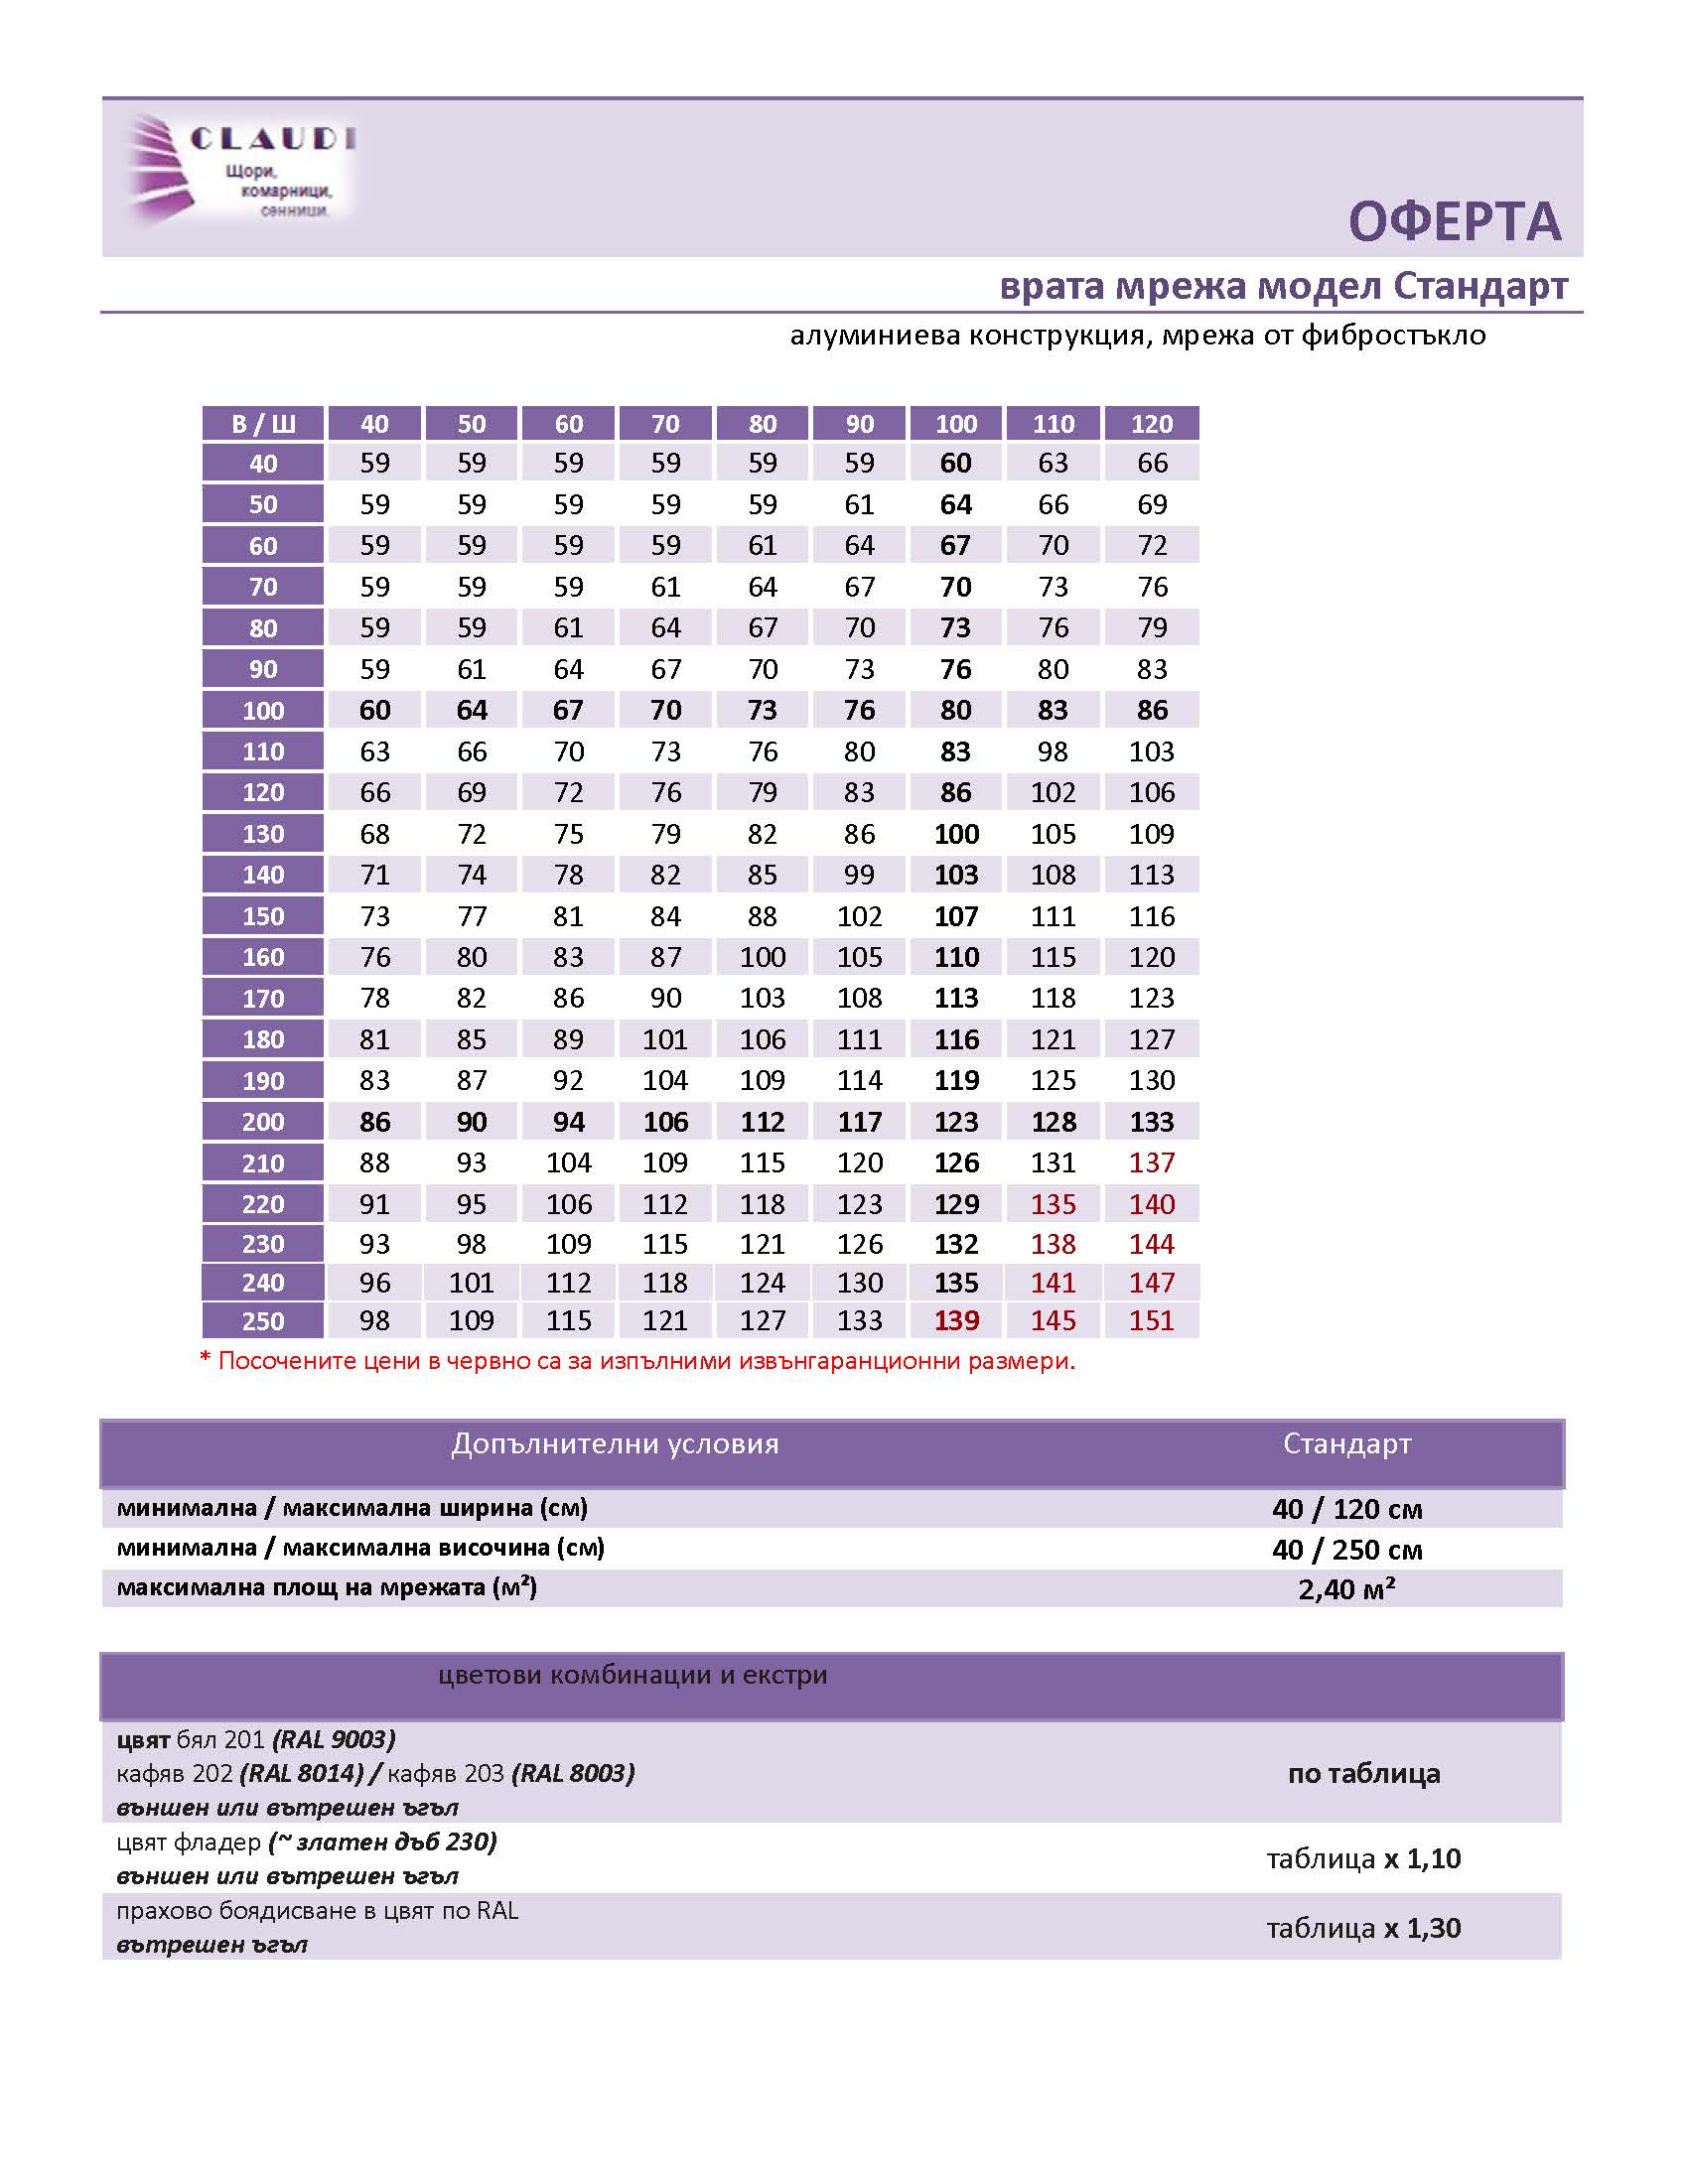 CLAUDI
Щори,
комарници,
сенници.
ОФЕРТА
врата мрежа модел Стандарт
алуминиева конструкция, мрежа от фибростъкло
В / Ш 40 50 60 70 80 90 100 110 120
40 59 59 59 59 59 59 60 63 66
50 59 59 59 59 59 61 64 66 69
60 59 59 59 59 61 64 67 70 72
70 59 59 59 61 64 67 70 73 76
80 59 59 61 64 67 70 73 76 79
90 59 61 64 67 70 73 76 80 83
100 60 64 67 70 73 76 80 83 86
110 63 66 70 73 76 80 83 98 103
120 66 69 72 76 79 83 86 102 106
130 68 72 75 79 82 86 100 105 109
140 71 74 78 82 85 99 103 108 113
150 73 77 81 84 88 102 107 111 116
160 76 80 83 87 100 105 110 115 120
170 78 82 86 90 103 108 113 118 123
180 81 85 89 101 106 111 116 121 127
190 83 87 92 104 109 114 119 125 130
200 86 90 94 106 112 117 123 128 133
210 88 93 104 109 115 120 126 131 137
220 91 95 106 112 118 123 129 135 140
230 93 98 109 115 121 126 132 138 144
240 96 101 112 118 124 130 135 141 147
250 98 109 115 121 127 133 139 145 151
* Посочените цени в червно са за изпълними извънгаранционни размери.
Допълнителни условия Стандарт
минимална / максимална ширина (см) 40 / 120 см
минимална / максимална височина (см) 40 / 250 см
максимална площ на мрежата (м²) 2,40 м²
цветови комбинации и екстри
цвят бял 201 (RAL 9003)
кафяв 202 (RAL 8014) / кафяв 203 (RAL 8003) по таблица
външен или вътрешен ъгъл
цвят фладер (~ златен дъб 230)
външен или вътрешен ъгъл таблица x 1,10
прахово боядисване в цвят по RAL
вътрешен ъгъл таблица x 1,30